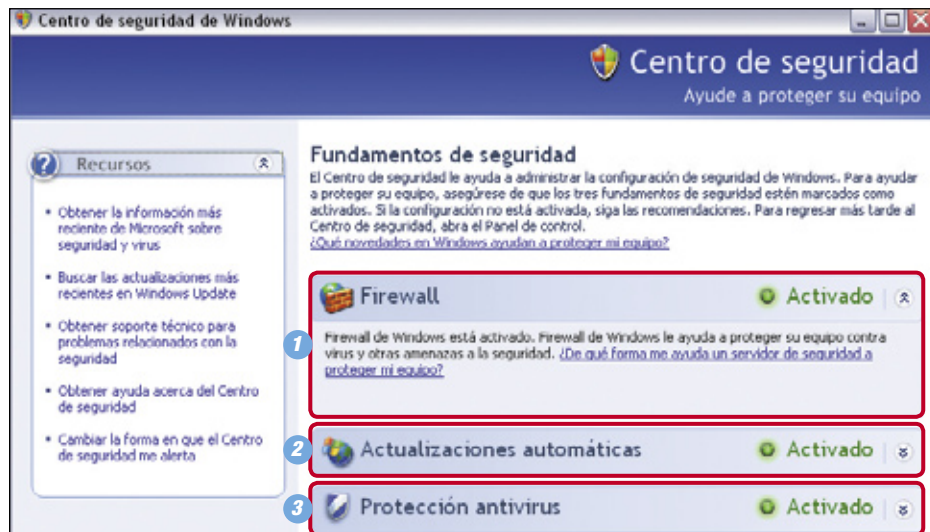 Centro de seguridad de Windows
Centro de seguridad
Ayude a proteger su equipo
Recursos
• Obtener la información más
reciente de Microsoft sobre
seguridad y virus
• Buscar las actualizaciones más
recientes en Windows Update
• Obtener soporte técnico para
problemas relacionados con la
seguridad
• Obtener ayuda acerca del Centro
de seguridad
• Cambiar la forma en que el Centro
de seguridad me alerta
Fundamentos de seguridad
El Centro de seguridad le ayuda a administrar la configuración de seguridad de Windows. Para ayudar
a proteger su equipo, asegúrese de que los tres fundamentos de seguridad estén marcados como
activados. Si la configuración no está activada, siga las recomendaciones. Para regresar más tarde al
Centro de seguridad, abra el Panel de control.
¿Qué novedades en Windows ayudan a proteger mi equipo?
1
Firewall Activado
Firewall de Windows está activado. Firewall de Windows le ayuda a proteger su equipo contra
virus y otras amenazas a la seguridad. ¿De qué forma me ayuda un servidor de seguridad a
proteger mi equipo?
2 Actualizaciones automáticas Activado
3 Protección antivirus Activado